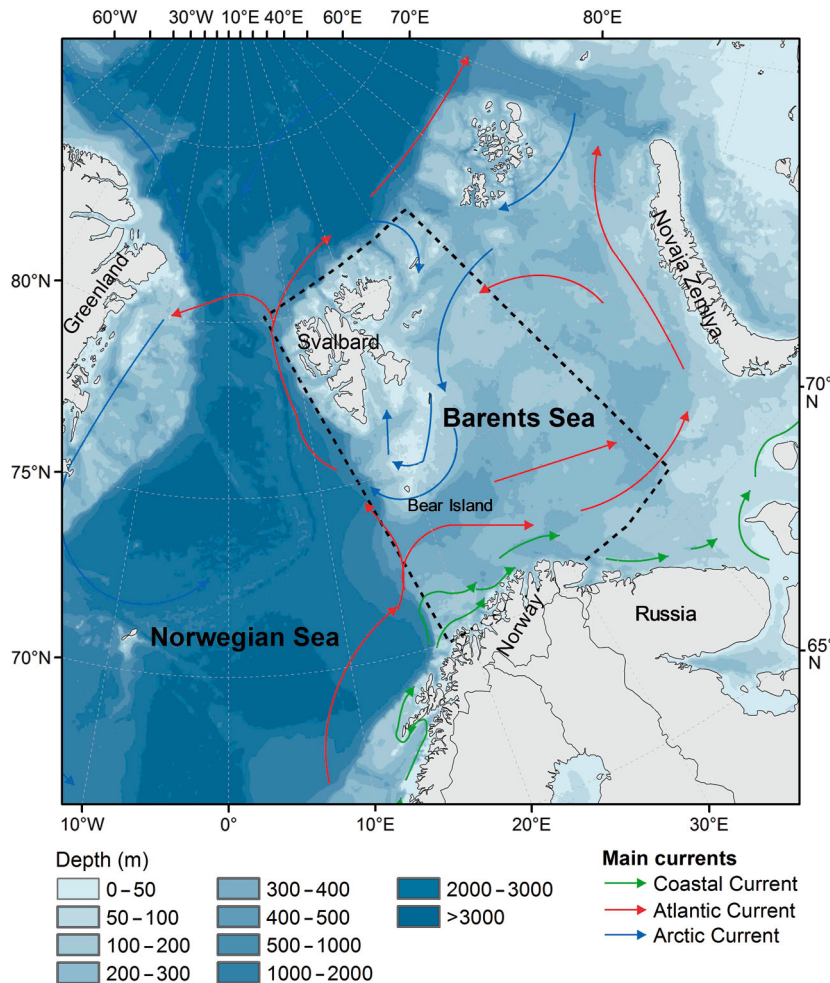 60°W 30°W 10°E 20°E 40°E 60°E 70°E 80°E
80°N
75°N
70°N
70°
N
65°
N
Greenland
Svalbard
Novaja Zemlya
Barents Sea
Bear Island
Norwegian Sea
Norway
Russia
10°W 0° 10°E 20°E 30°E
Depth (m)
0–50
50–100
100–200
200–300
300–400
400–500
500–1000
1000–2000
2000–3000
>3000
Main currents
Coastal Current
Atlantic Current
Arctic Current